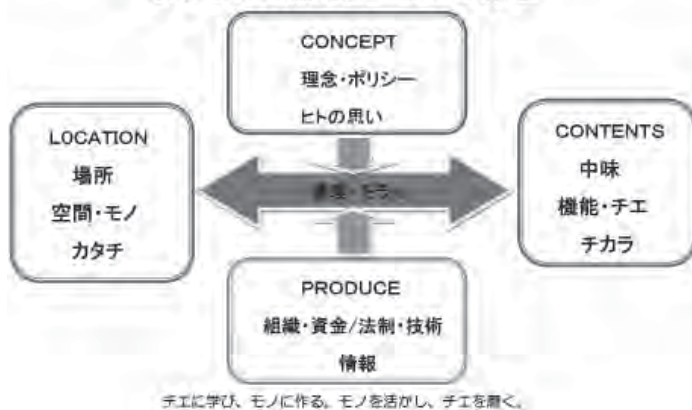 CONCEPT
理念・ポリシー
ヒトの思い
LOCATION
場所
空間・モノ
カタチ
CONTENTS
中味
機能・チエ
チカラ
PRODUCE
組織・資金/法制・技術
情報
チエに学び、モノに作る。モノを活かし、チエを磨く。